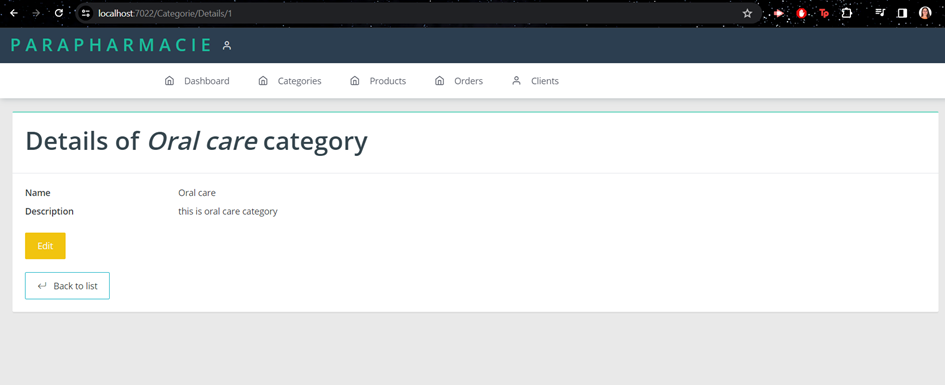 localhost:7022/Categorie/Details/1
PARAPHARMACIE
Dashboard Categories Products Orders Clients
Details of Oral care category
Name Oral care
Description this is oral care category
Edit
Back to list